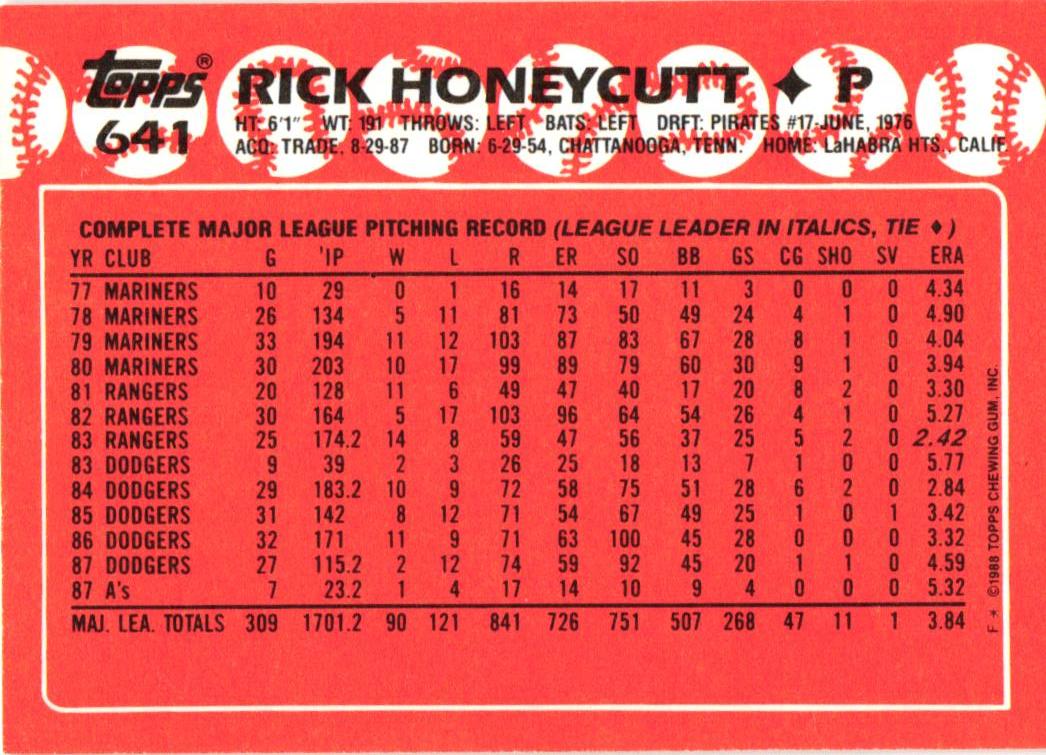 topps® RICK HONEYCUTT ♦ P
641 HT: 6'1" WT: 191 THROWS: LEFT BATS: LEFT DRFT: PIRATES #17-JUNE, 1976
ACQ: TRADE, 8-29-87 BORN: 6-29-54, CHATTANOOGA, TENN. HOME: LaHABRA HTS., CALIF.
COMPLETE MAJOR LEAGUE PITCHING RECORD (LEAGUE LEADER IN ITALICS, TIE ♦)
YR CLUB G 'IP W L R ER SO BB GS CG SHO SV ERA
77 MARINERS 10 29 0 1 16 14 17 11 3 0 0 0 4.34
78 MARINERS 26 134 5 11 81 73 50 49 24 4 1 0 4.90
79 MARINERS 33 194 11 12 103 87 83 67 28 8 1 0 4.04
80 MARINERS 30 203 10 17 99 89 79 60 30 9 1 0 3.94
81 RANGERS 20 128 11 6 49 47 40 17 20 8 2 0 3.30
82 RANGERS 30 164 5 17 103 96 64 54 26 4 1 0 5.27
83 RANGERS 25 174.2 14 8 59 47 56 37 25 5 2 0 2.42
83 DODGERS 9 39 2 3 26 25 18 13 7 1 0 0 5.77
84 DODGERS 29 183.2 10 9 72 58 75 51 28 6 2 0 2.84
85 DODGERS 31 142 8 12 71 54 67 49 25 1 0 1 3.42
86 DODGERS 32 171 11 9 71 63 100 45 28 0 0 0 3.32
87 DODGERS 27 115.2 2 12 74 59 92 45 20 1 1 0 4.59
87 A's 7 23.2 1 4 17 14 10 9 4 0 0 0 5.32
MAJ. LEA. TOTALS 309 1701.2 90 121 841 726 751 507 268 47 11 1 3.84
F * ©1988 TOPPS CHEWING GUM, INC.